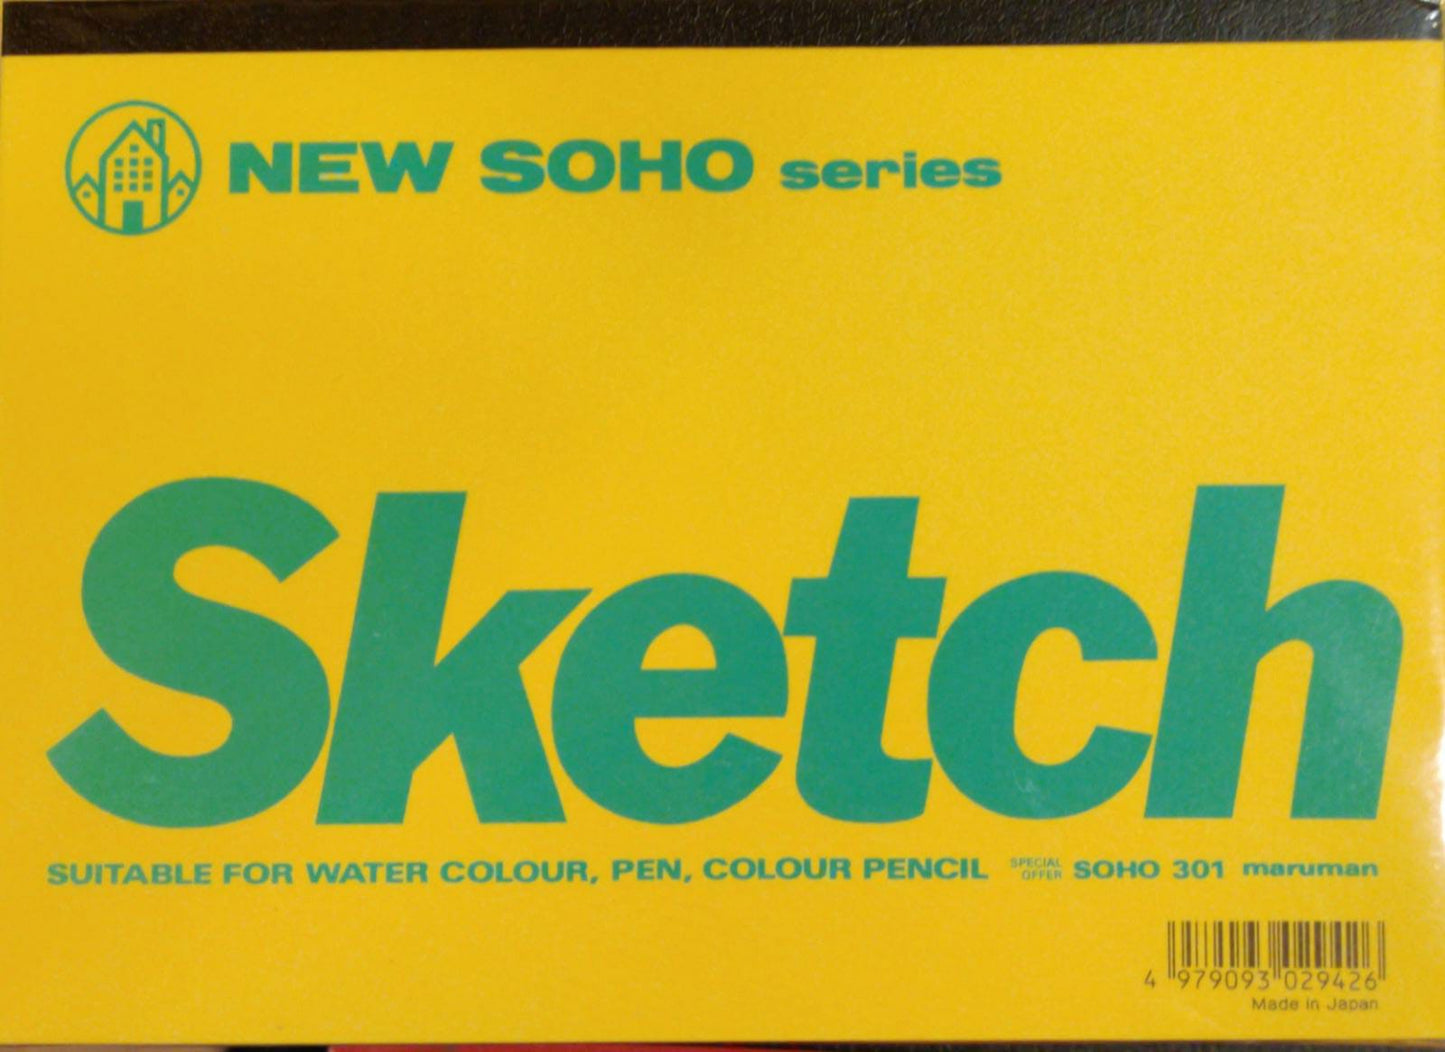 NEW SOHO series
Sketch
SUITABLE FOR WATER COLOUR, PEN, COLOUR PENCIL SPECIAL OFFER SOHO 301 maruman
4 979093 029426
Made in Japan